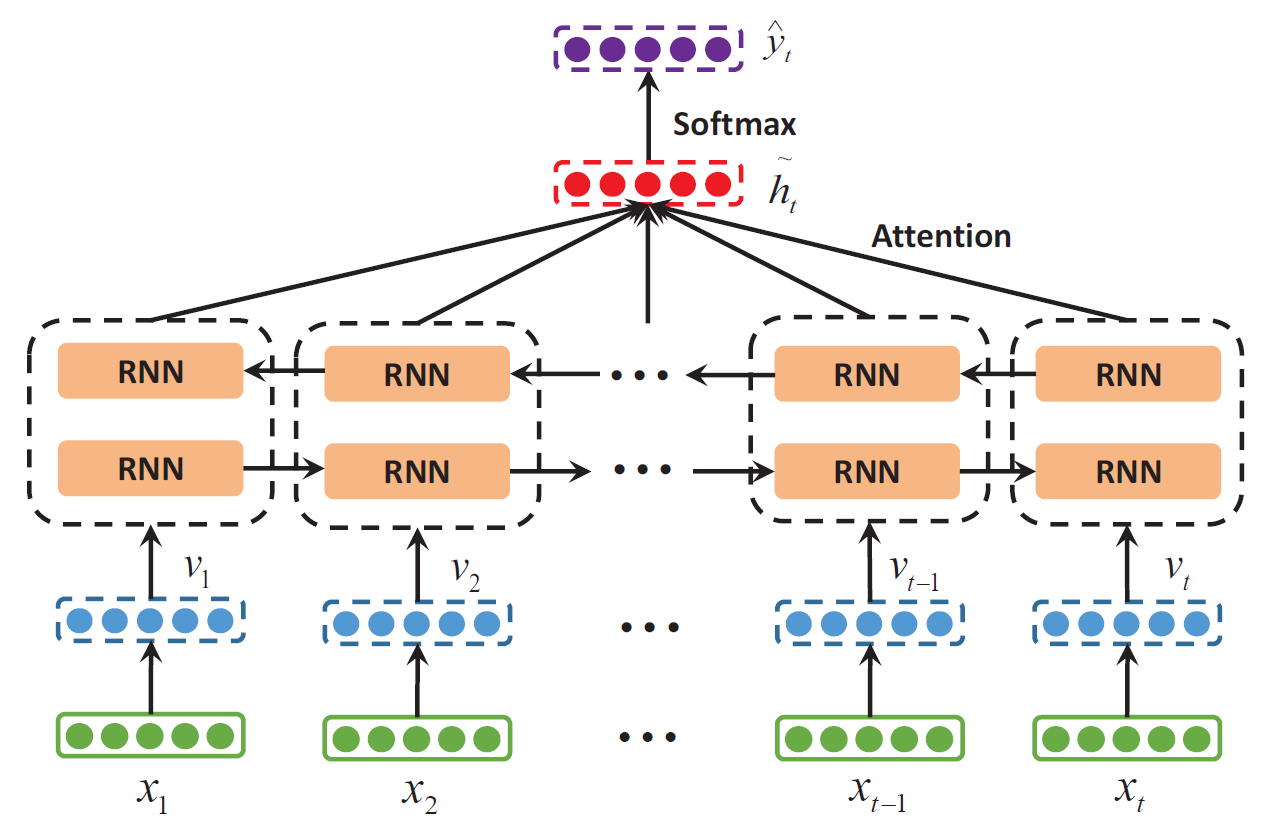 ŷ_t
Softmax
h̃_t
Attention
RNN RNN ... RNN RNN
RNN RNN ... RNN RNN
v_1 v_2 v_{t-1} v_t
...
...
x_1 x_2 x_{t-1} x_t